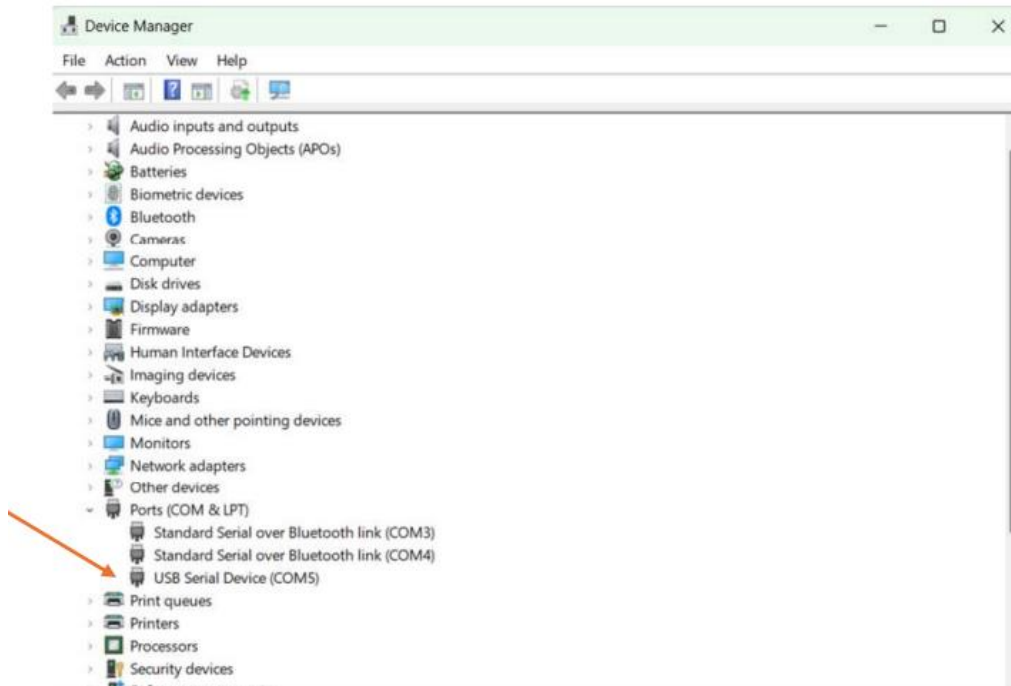 Device Manager
File Action View Help
Audio inputs and outputs
Audio Processing Objects (APOs)
Batteries
Biometric devices
Bluetooth
Cameras
Computer
Disk drives
Display adapters
Firmware
Human Interface Devices
Imaging devices
Keyboards
Mice and other pointing devices
Monitors
Network adapters
Other devices
Ports (COM & LPT)
Standard Serial over Bluetooth link (COM3)
Standard Serial over Bluetooth link (COM4)
USB Serial Device (COM5)
Print queues
Printers
Processors
Security devices